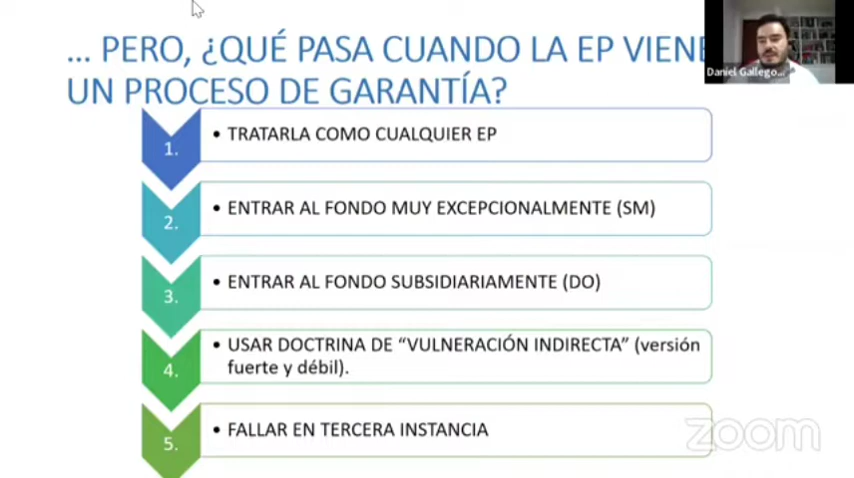 ... PERO, ¿QUÉ PASA CUANDO LA EP VIENE
UN PROCESO DE GARANTÍA?
1.
• TRATARLA COMO CUALQUIER EP
2.
• ENTRAR AL FONDO MUY EXCEPCIONALMENTE (SM)
3.
• ENTRAR AL FONDO SUBSIDIARIAMENTE (DO)
4.
• USAR DOCTRINA DE “VULNERACIÓN INDIRECTA” (versión
fuerte y débil).
5.
• FALLAR EN TERCERA INSTANCIA
Daniel Gallego...
zoom